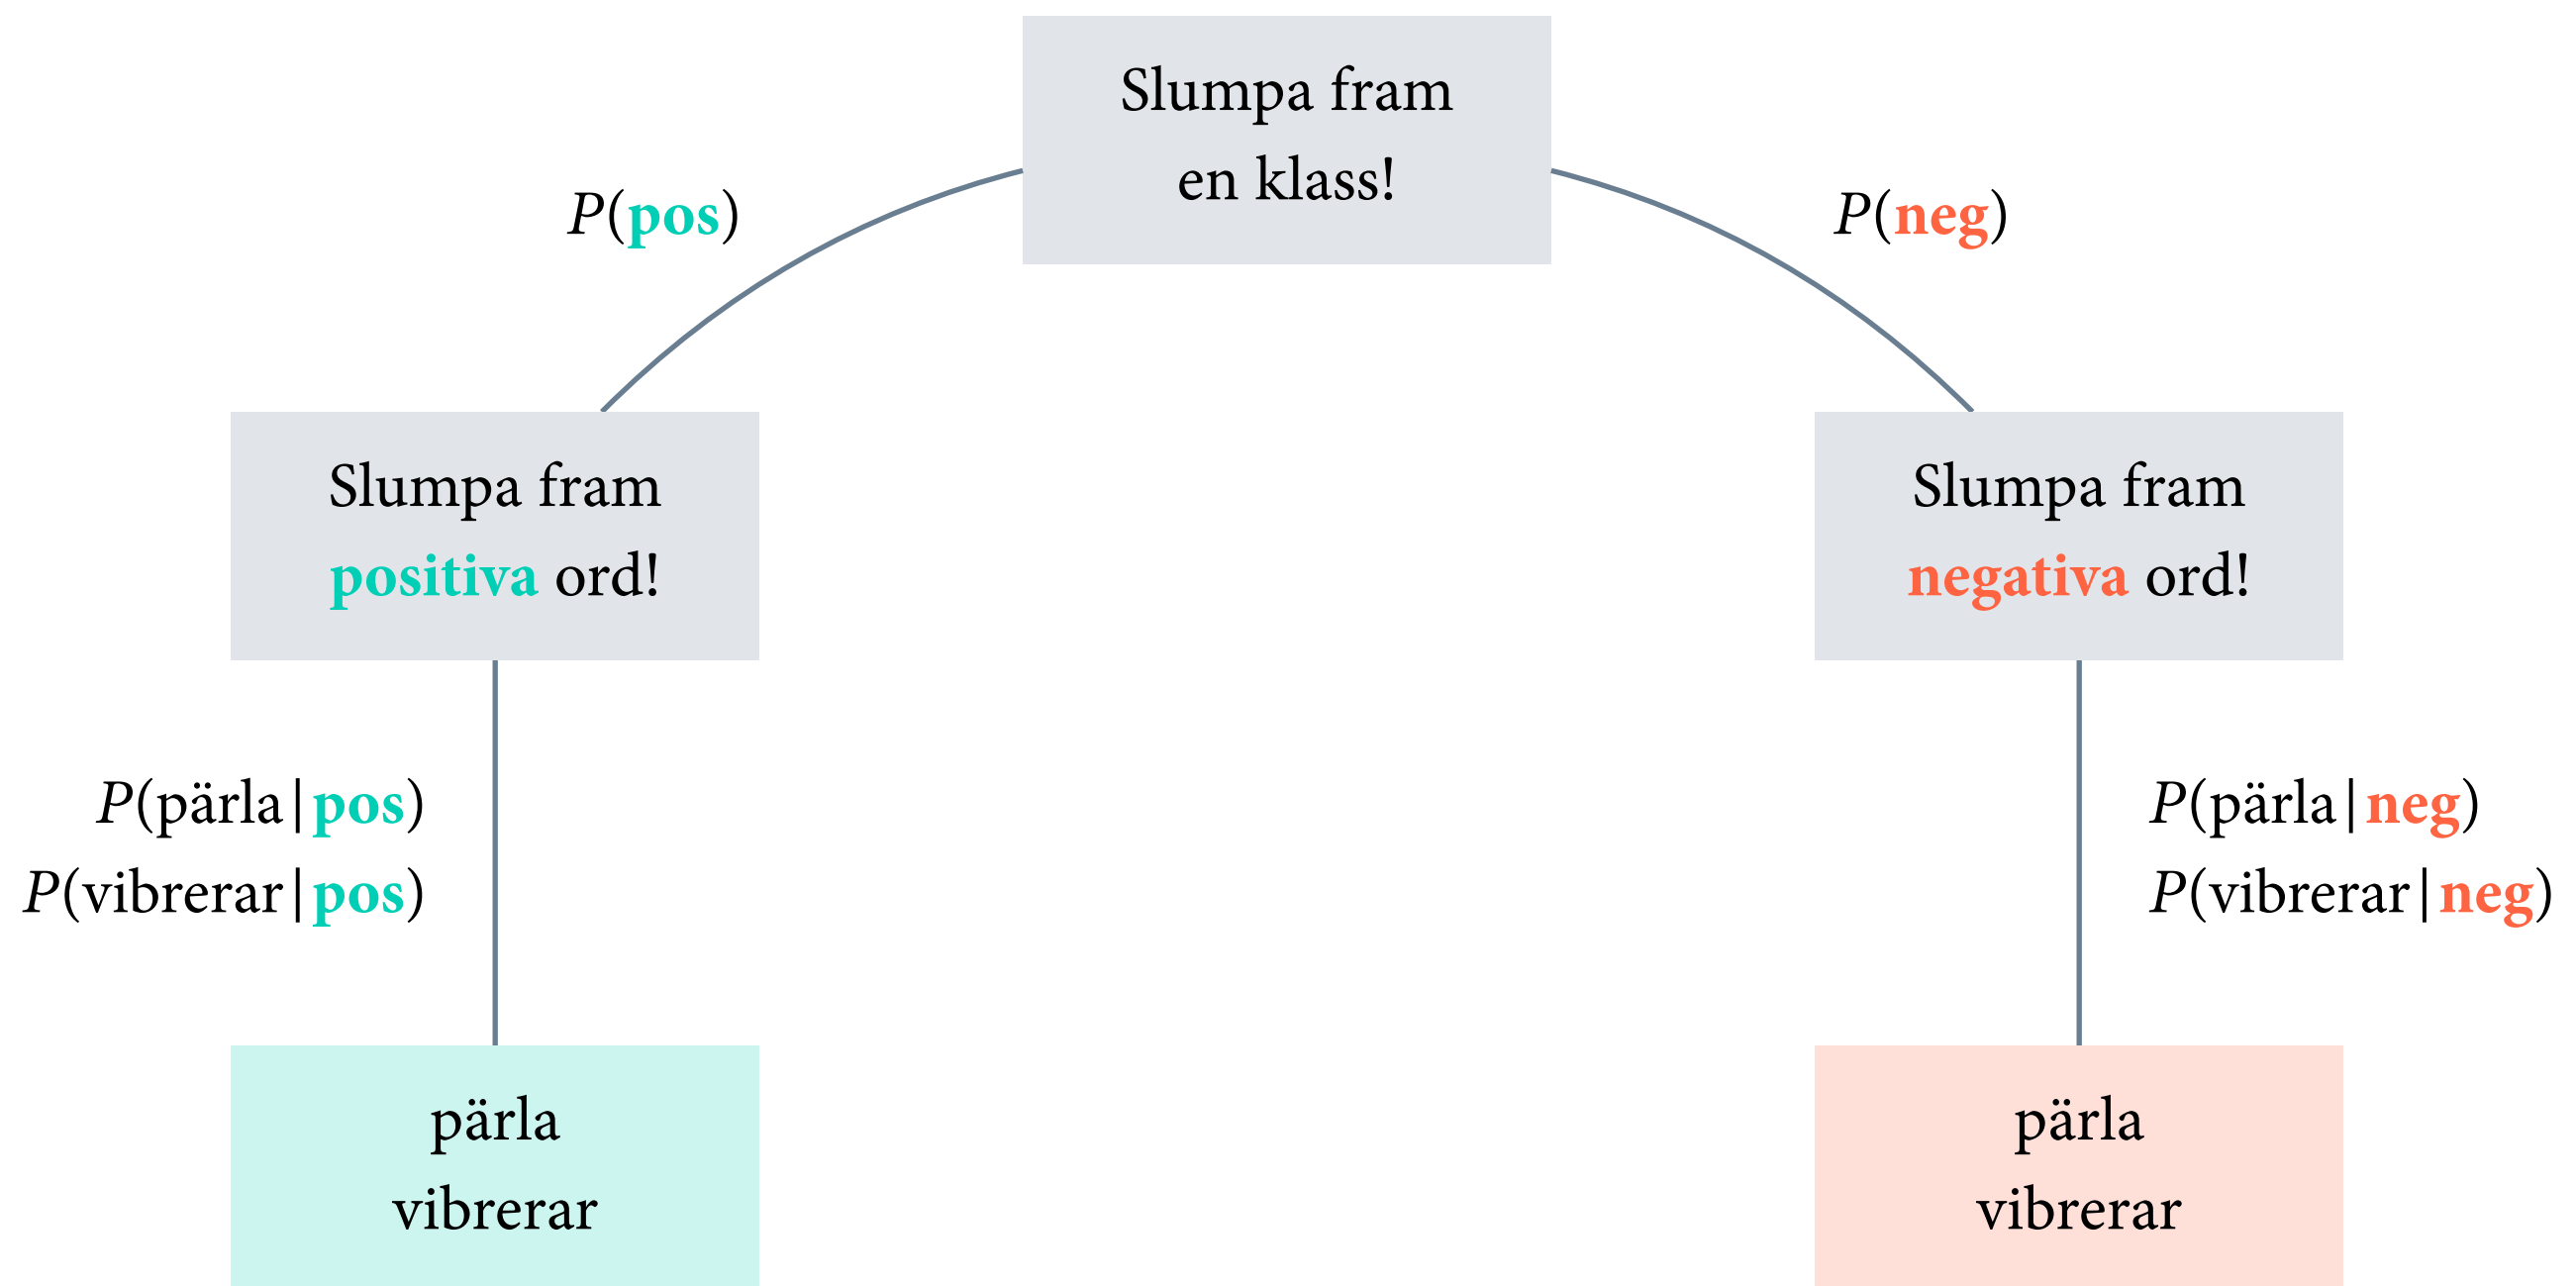 Slumpa fram
en klass!
P(pos)
P(neg)
Slumpa fram
positiva ord!
Slumpa fram
negativa ord!
P(pärla|pos)
P(vibrerar|pos)
P(pärla|neg)
P(vibrerar|neg)
pärla
vibrerar
pärla
vibrerar